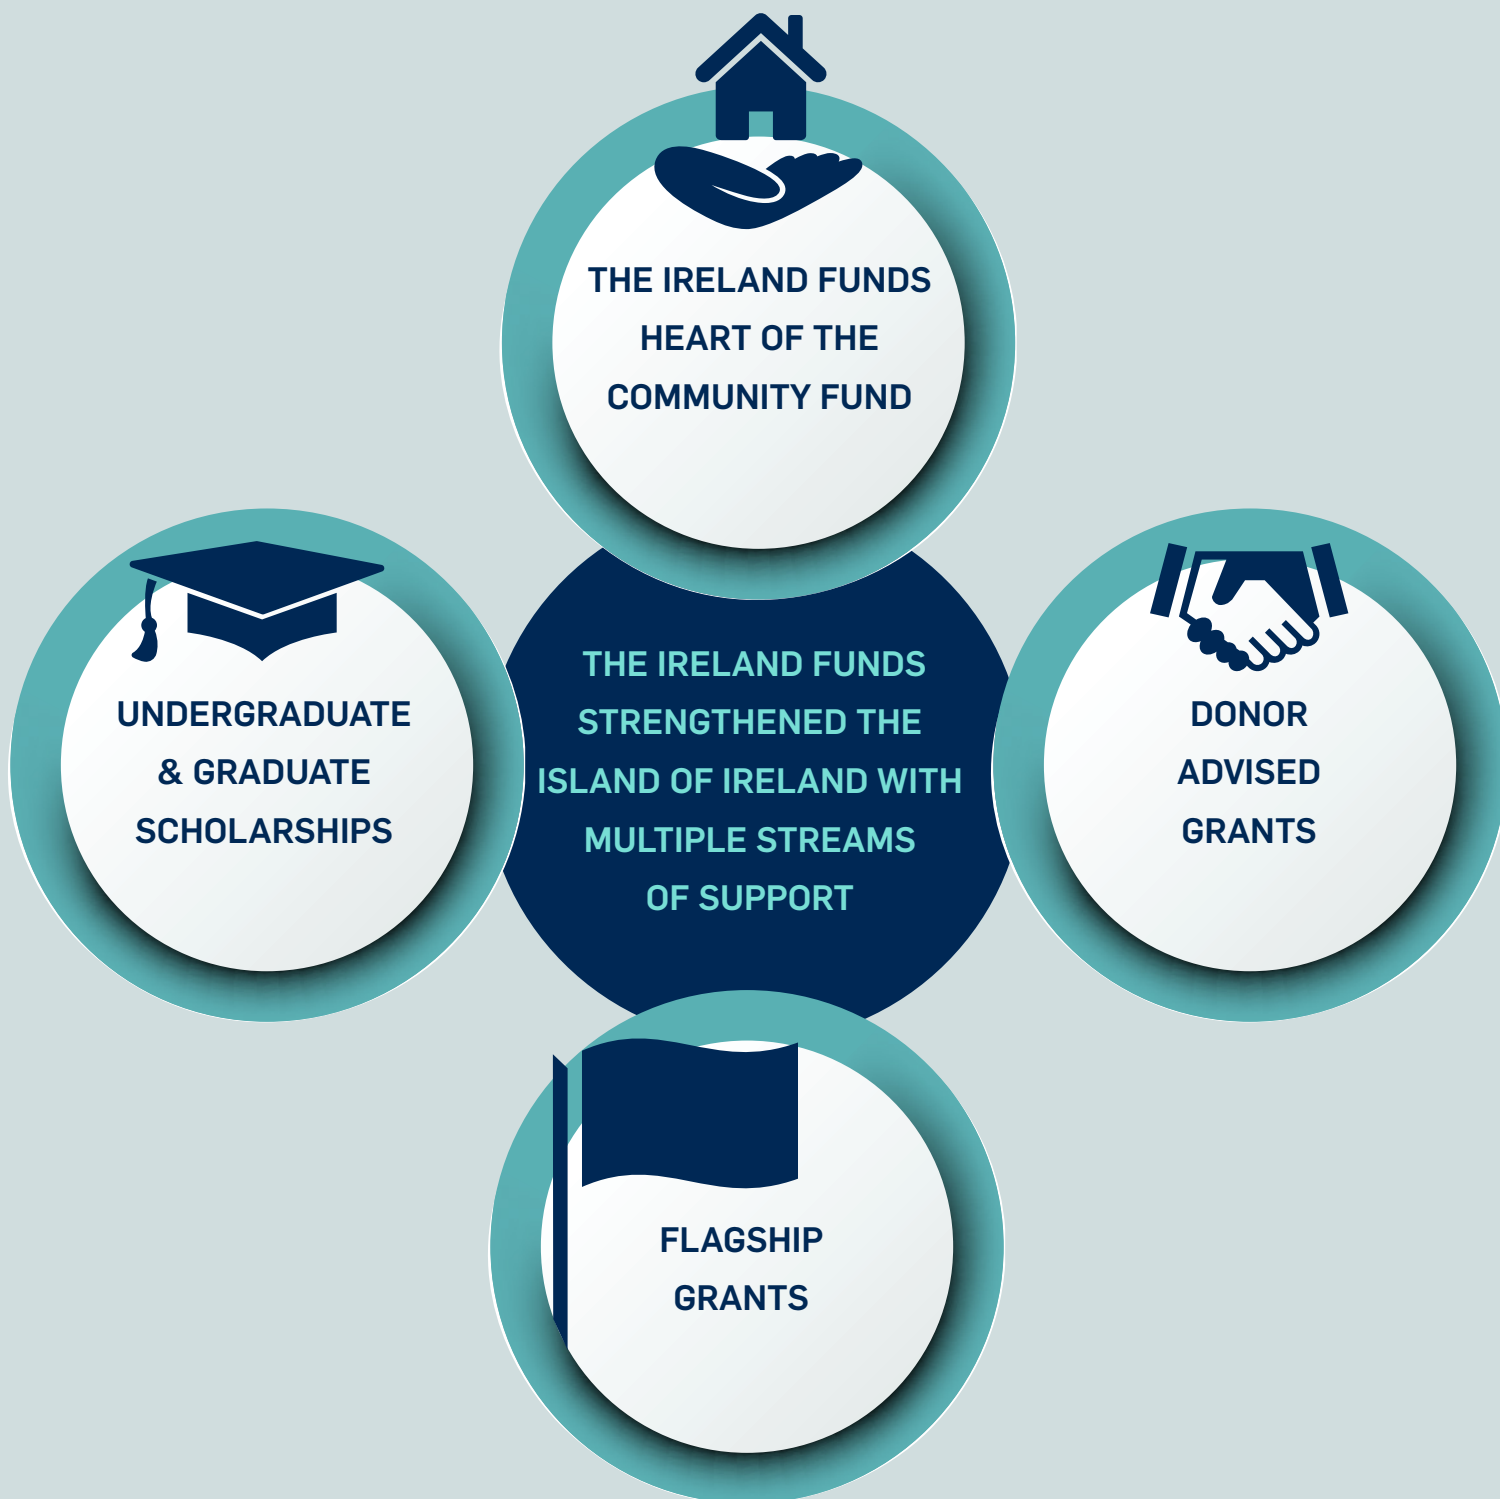 THE IRELAND FUNDS
HEART OF THE
COMMUNITY FUND
UNDERGRADUATE
& GRADUATE
SCHOLARSHIPS
THE IRELAND FUNDS
STRENGTHENED THE
ISLAND OF IRELAND WITH
MULTIPLE STREAMS
OF SUPPORT
DONOR
ADVISED
GRANTS
FLAGSHIP
GRANTS